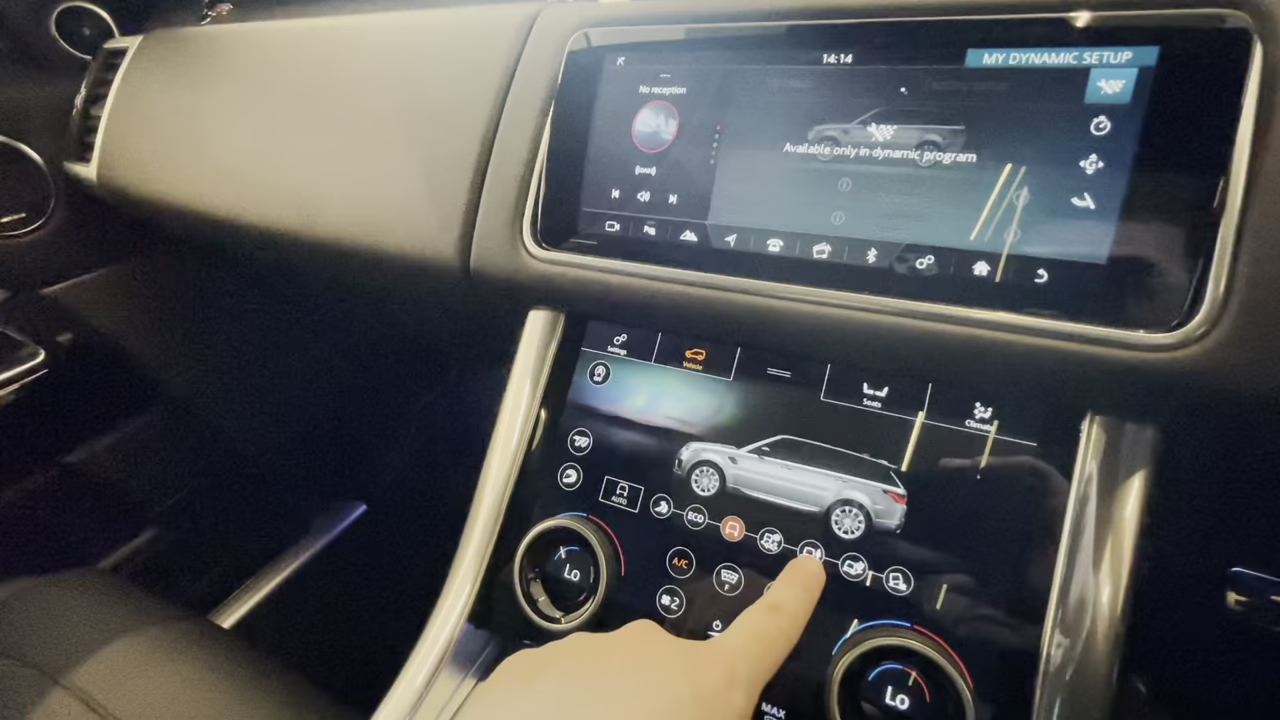 14:14
MY DYNAMIC SETUP
No reception
Available only in dynamic program
Settings
Vehicle
Seats
Climate
AUTO
ECO
A/C
Lo
F
2
Lo
MAX